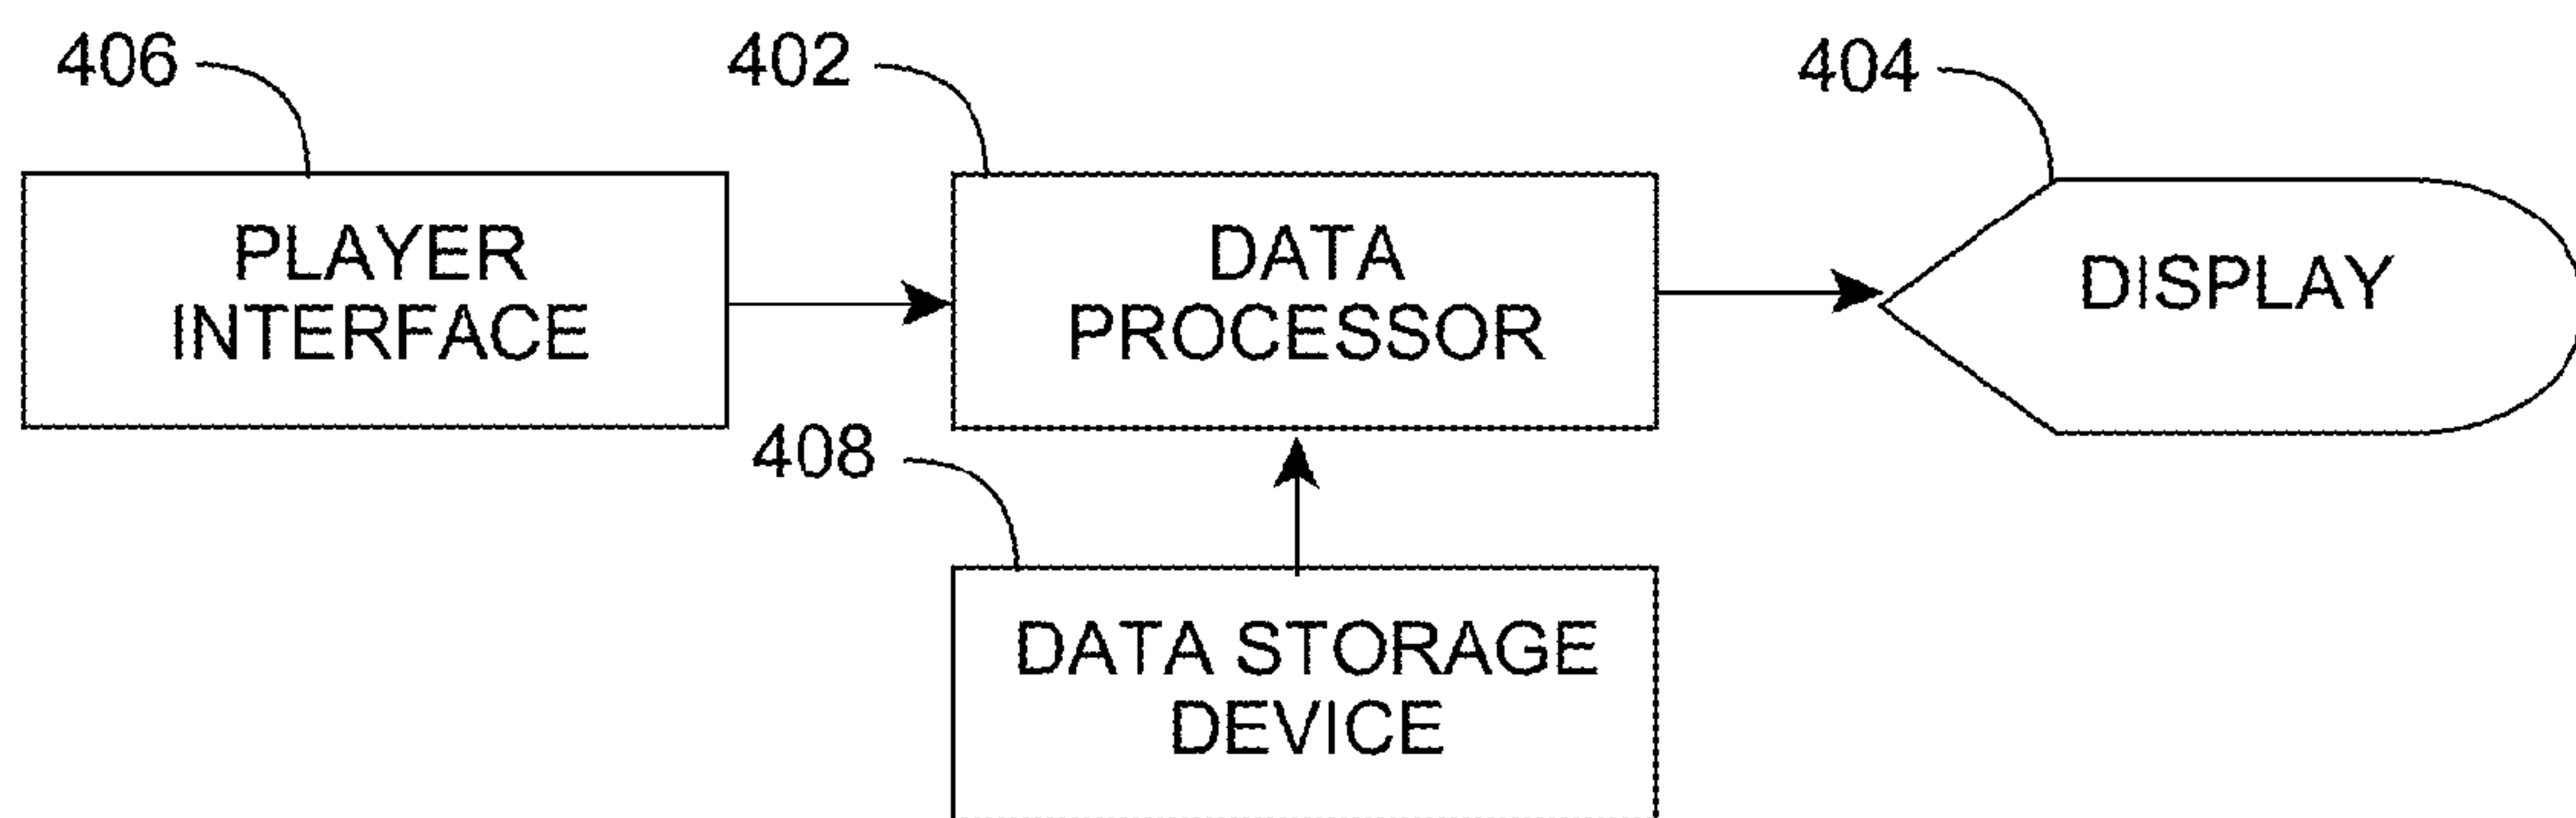 406
402
404
PLAYER
INTERFACE
DATA
PROCESSOR
DISPLAY
408
DATA STORAGE
DEVICE